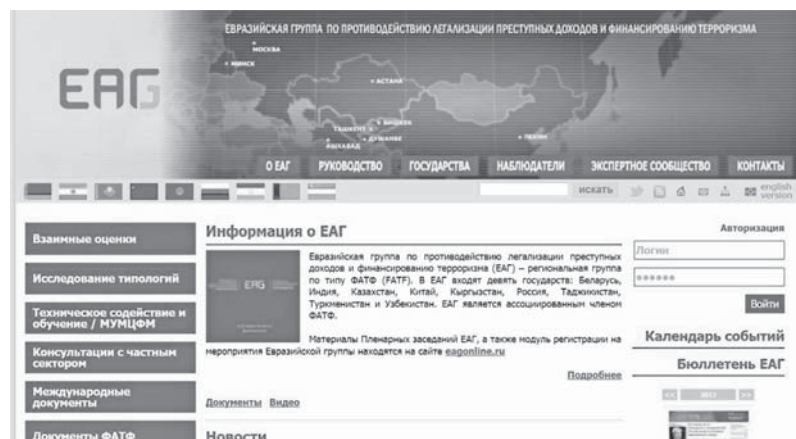 ЕВРАЗИЙСКАЯ ГРУППА ПО ПРОТИВОДЕЙСТВИЮ ЛЕГАЛИЗАЦИИ ПРЕСТУПНЫХ ДОХОДОВ И ФИНАНСИРОВАНИЮ ТЕРРОРИЗМА
МОСКВА
МИНСК
EAG
АСТАНА
БИШКЕК
ТАШКЕНТ
ДУШАНБЕ
АШХАБАД
ПЕКИН
О ЕАГ РУКОВОДСТВО ГОСУДАРСТВА НАБЛЮДАТЕЛИ ЭКСПЕРТНОЕ СООБЩЕСТВО КОНТАКТЫ
искать
english
version
Взаимные оценки
Исследование типологий
Техническое содействие и
обучение / МУМЦФМ
Консультации с частным
сектором
Международные
документы
Документы ФАТФ
Информация о ЕАГ
EAG
Евразийская группа по противодействию легализации преступных
доходов и финансированию терроризма (ЕАГ) – региональная группа
по типу ФАТФ (FATF). В ЕАГ входят девять государств: Беларусь,
Индия, Казахстан, Китай, Кыргызстан, Россия, Таджикистан,
Туркменистан и Узбекистан. ЕАГ является ассоциированным членом
ФАТФ.
Материалы Пленарных заседаний ЕАГ, а также модуль регистрации на
мероприятия Евразийской группы находятся на сайте eagonline.ru
Подробнее
Документы Видео
Новости
Авторизация
Логин
Войти
Календарь событий
Бюллетень ЕАГ